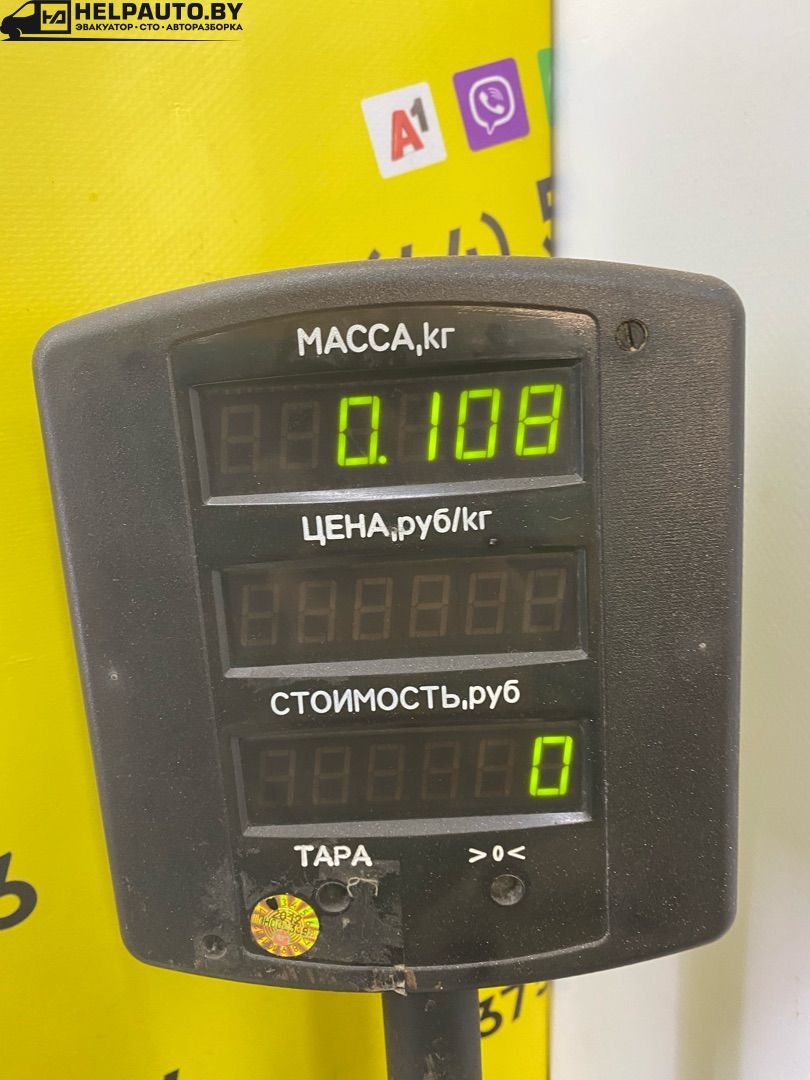 HELPAUTO.BY
ЭВАКУАТОР · СТО · АВТОРАЗБОРКА
A1
МАССА,кг
0.108
ЦЕНА,руб/кг
СТОИМОСТЬ,руб
0
ТАРА >0<